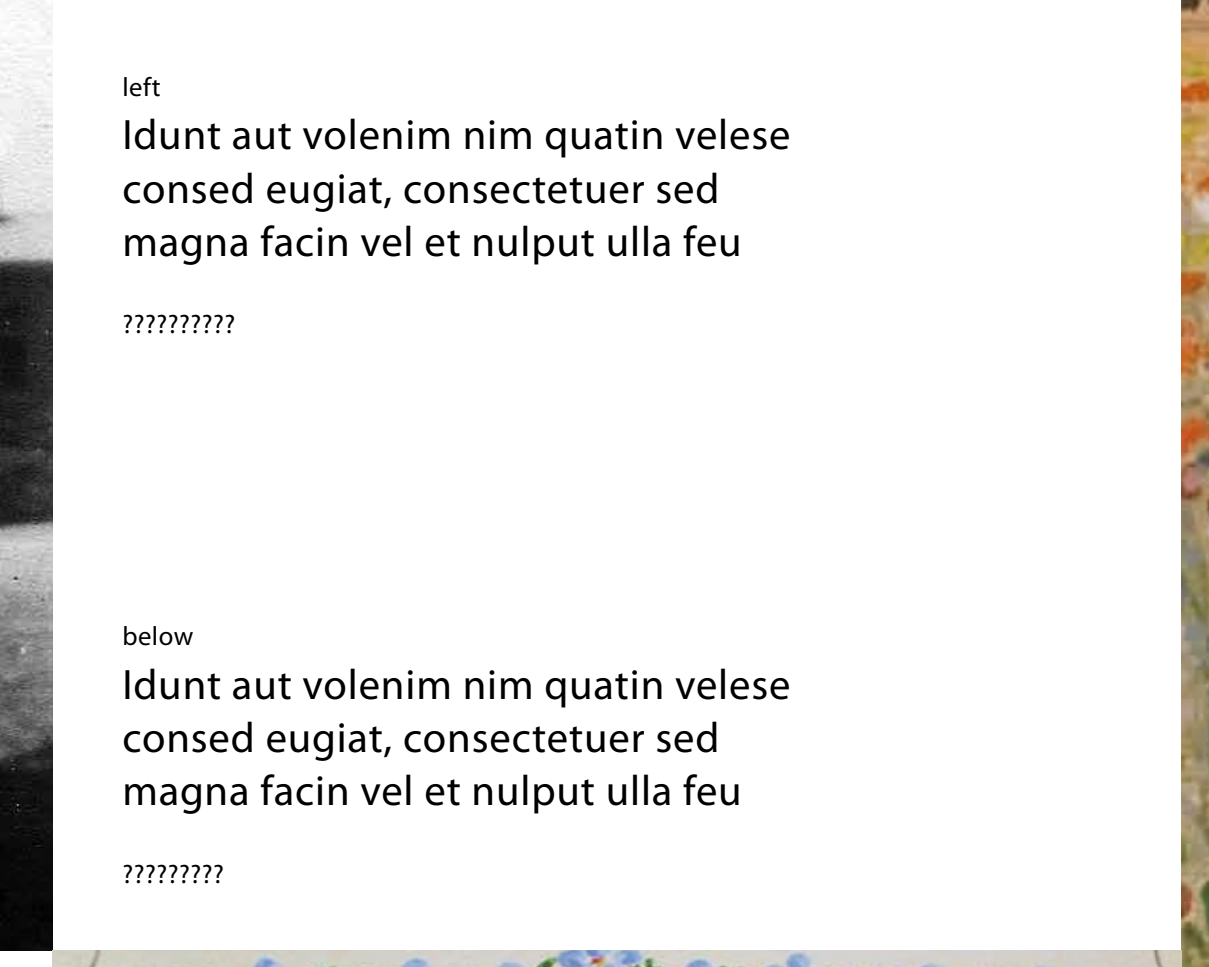 left
Idunt aut volenim nim quatin velese
consed eugiat, consectetuer sed
magna facin vel et nulput ulla feu
??????????
below
Idunt aut volenim nim quatin velese
consed eugiat, consectetuer sed
magna facin vel et nulput ulla feu
?????????